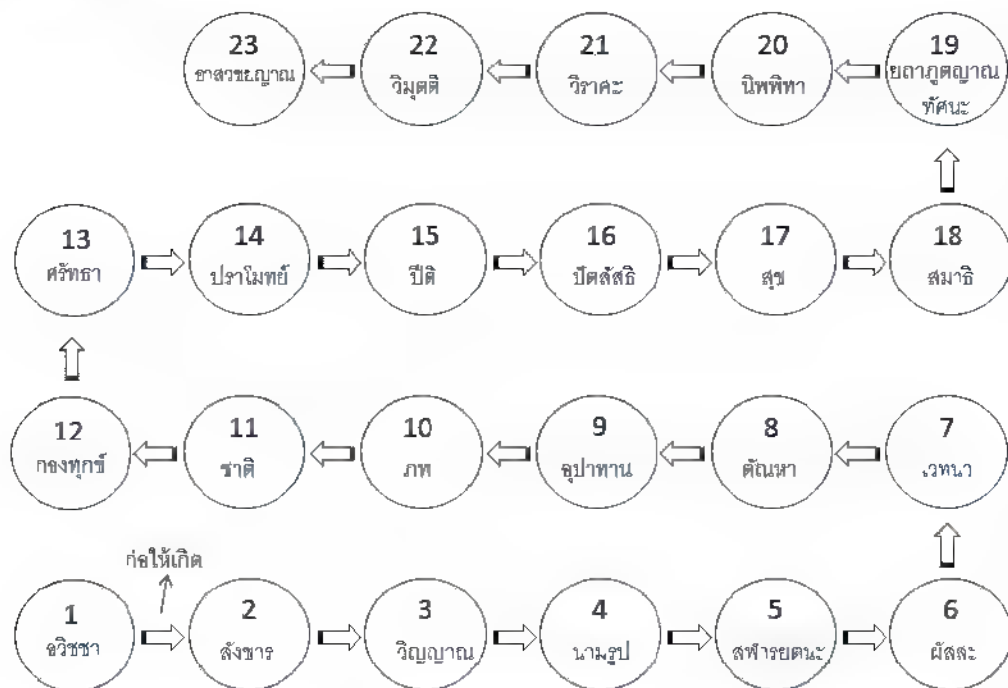 23
อาสวขยญาณ
22
วิมุตติ
21
วิราคะ
20
นิพพิทา
19
ยถาภูตญาณ
ทัศนะ
13
ศรัทธา
14
ปราโมทย์
15
ปีติ
16
ปัสสัทธิ
17
สุข
18
สมาธิ
12
กองทุกข์
11
ชาติ
10
ภพ
9
อุปาทาน
8
ตัณหา
7
เวทนา
ก่อให้เกิด
1
อวิชชา
2
สังขาร
3
วิญญาณ
4
นามรูป
5
สฬายตนะ
6
ผัสสะ